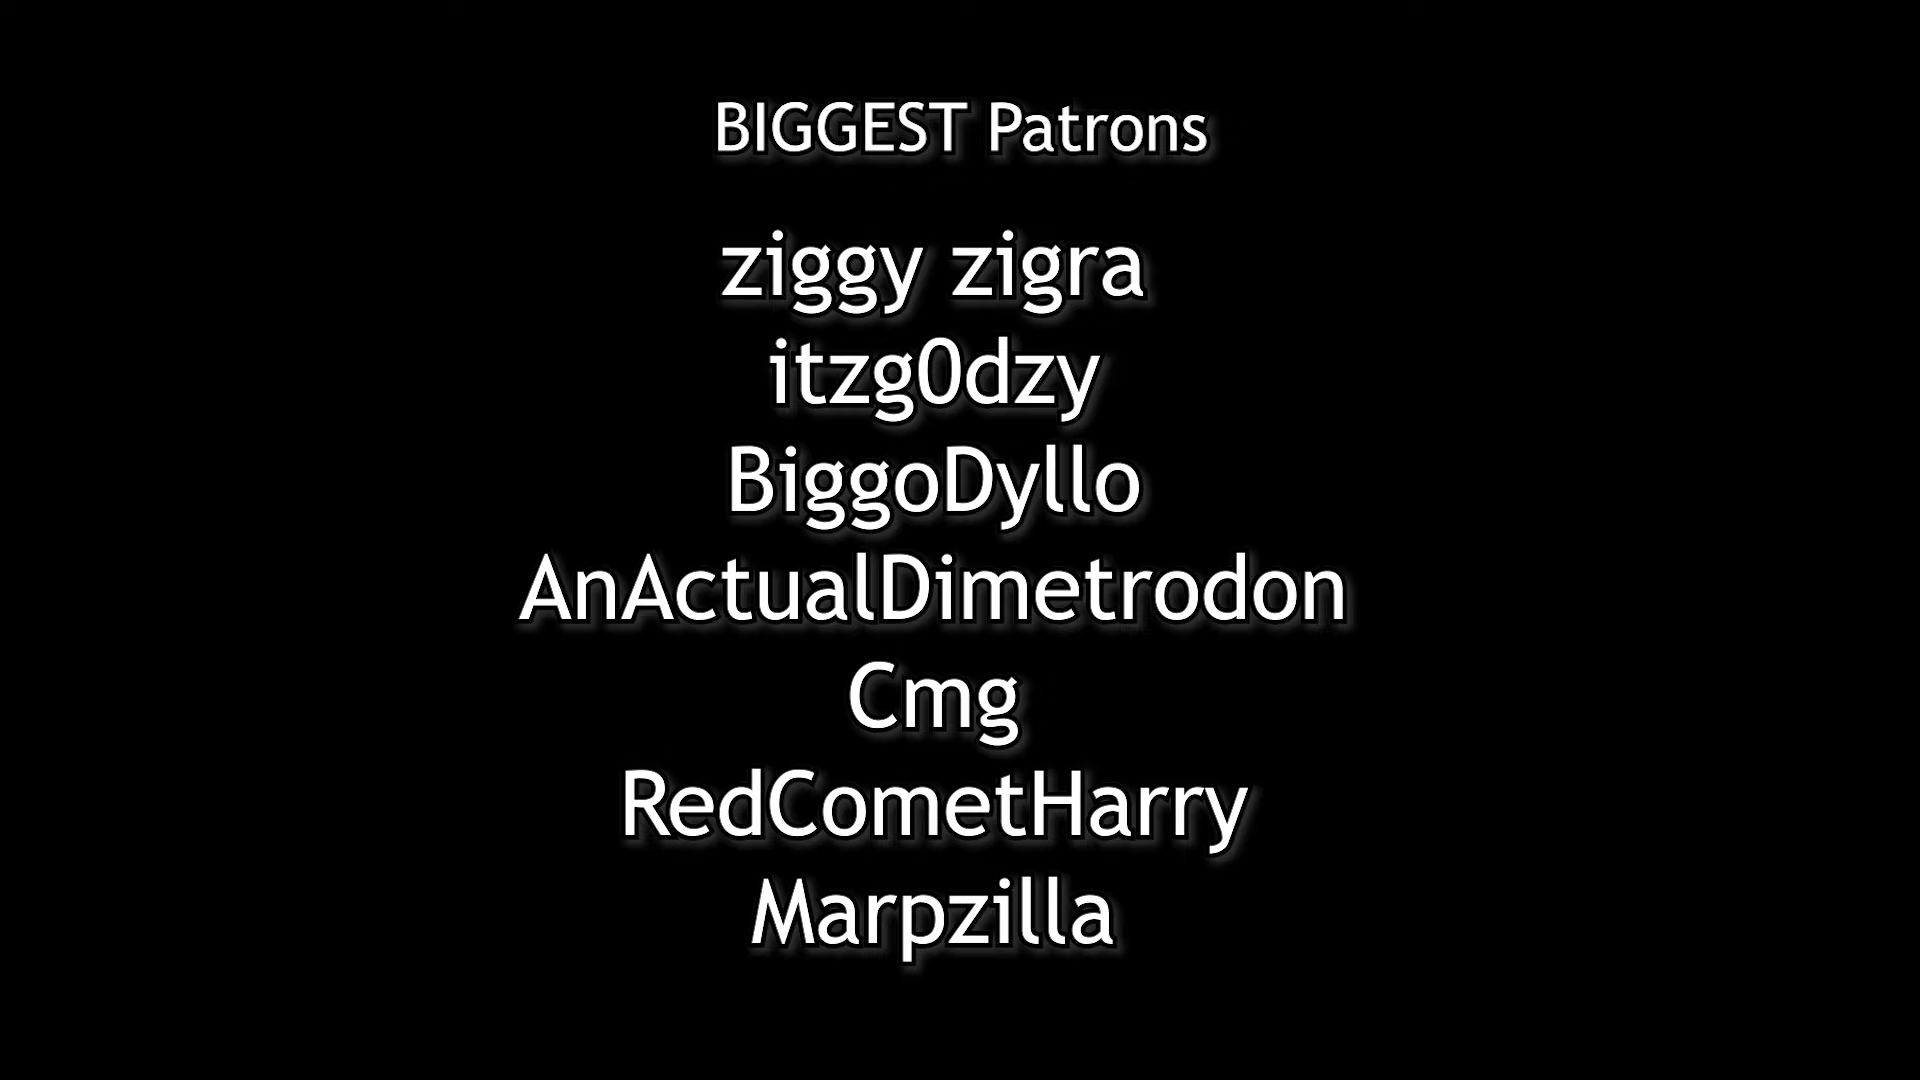 BIGGEST Patrons
ziggy zigra
itzg0dzy
BiggoDyllo
AnActualDimetrodon
Cmg
RedCometHarry
Marpzilla